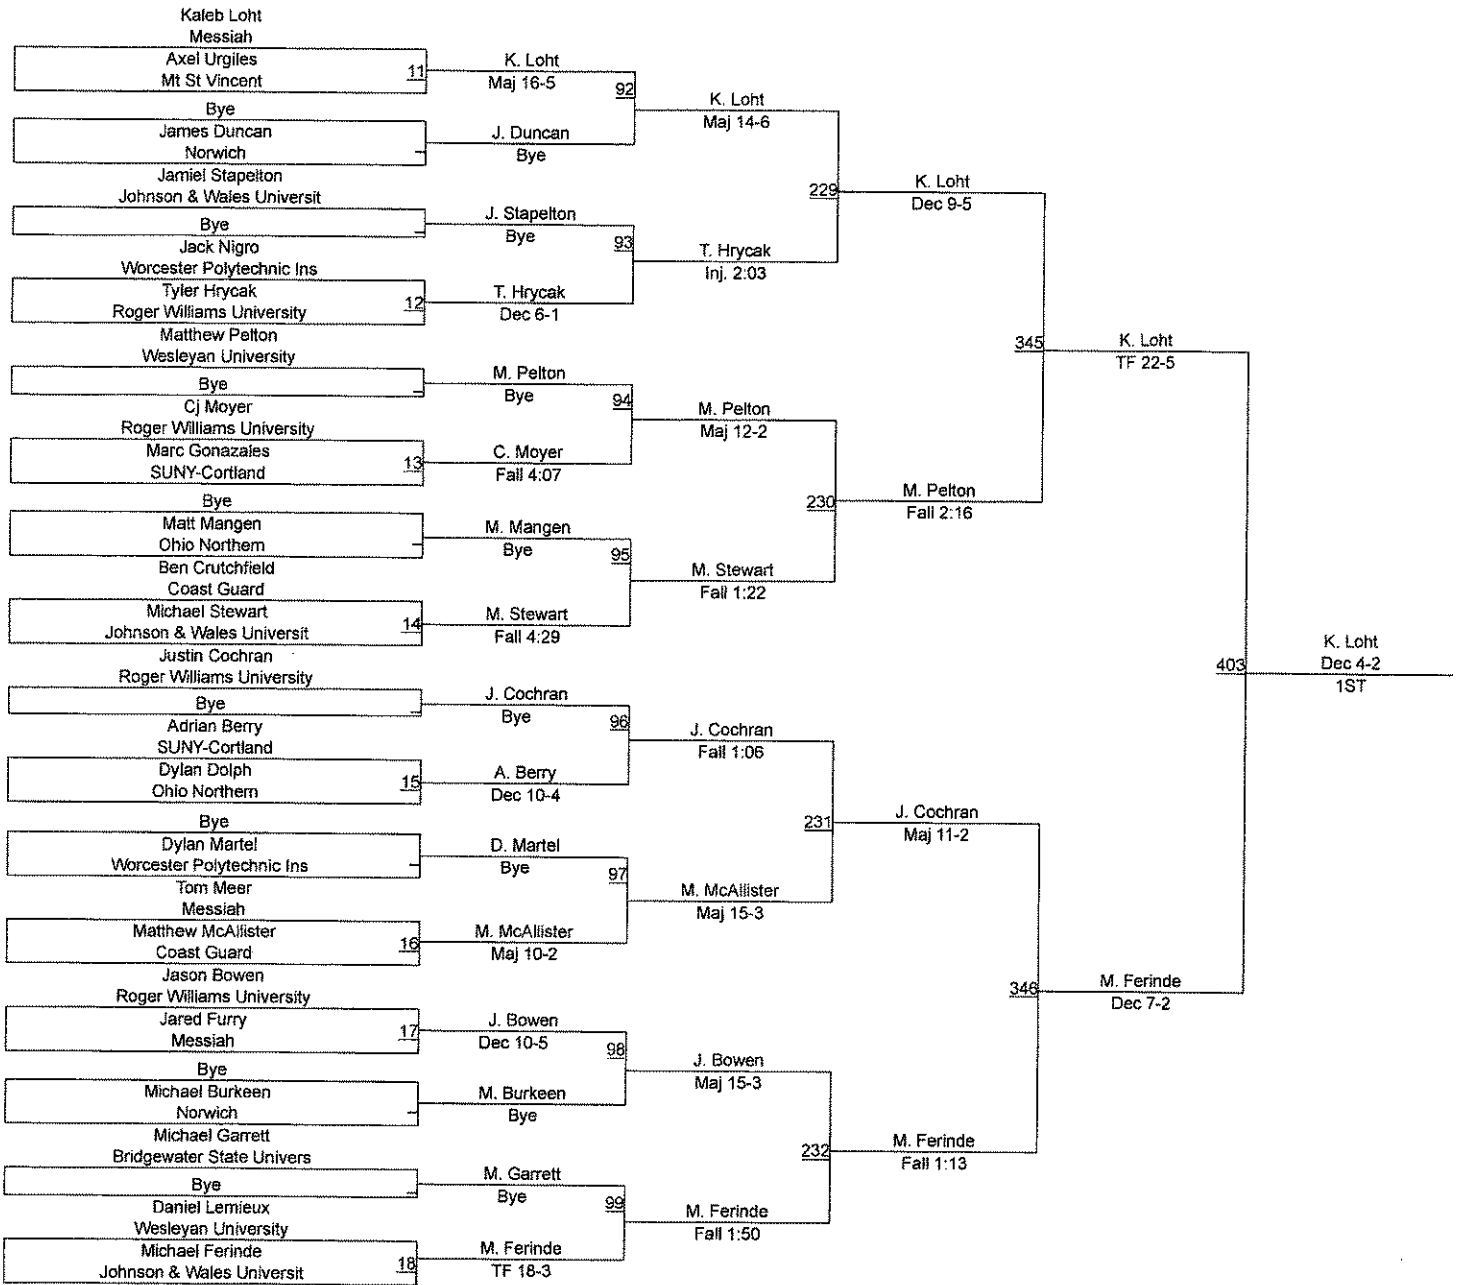 Kaleb Loht
Messiah
Axel Urgiles
Mt St Vincent
11
Bye
James Duncan
Norwich
Jamiel Stapelton
Johnson & Wales Universit
Bye
Jack Nigro
Worcester Polytechnic Ins
Tyler Hrycak
Roger Williams University
12
Matthew Pelton
Wesleyan University
Bye
Cj Moyer
Roger Williams University
Marc Gonazales
SUNY-Cortland
13
Bye
Matt Mangen
Ohio Northern
Ben Crutchfield
Coast Guard
Michael Stewart
Johnson & Wales Universit
14
Justin Cochran
Roger Williams University
Bye
Adrian Berry
SUNY-Cortland
Dylan Dolph
Ohio Northern
15
Bye
Dylan Martel
Worcester Polytechnic Ins
Tom Meer
Messiah
Matthew McAllister
Coast Guard
16
Jason Bowen
Roger Williams University
Jared Furry
Messiah
17
Bye
Michael Burkeen
Norwich
Michael Garrett
Bridgewater State Univers
Bye
Daniel Lemieux
Wesleyan University
Michael Ferinde
Johnson & Wales Universit
18
K. Loht
Maj 16-5
92
J. Duncan
Bye
J. Stapelton
Bye
93
T. Hrycak
Dec 6-1
M. Pelton
Bye
94
C. Moyer
Fall 4:07
M. Mangen
Bye
95
M. Stewart
Fall 4:29
J. Cochran
Bye
96
A. Berry
Dec 10-4
D. Martel
Bye
97
M. McAllister
Maj 10-2
J. Bowen
Dec 10-5
98
M. Burkeen
Bye
M. Garrett
Bye
99
M. Ferinde
TF 18-3
K. Loht
Maj 14-6
229
T. Hrycak
Inj. 2:03
M. Pelton
Maj 12-2
230
M. Stewart
Fall 1:22
J. Cochran
Fall 1:06
231
M. McAllister
Maj 15-3
J. Bowen
Maj 15-3
232
M. Ferinde
Fall 1:50
K. Loht
Dec 9-5
345
M. Pelton
Fall 2:16
J. Cochran
Maj 11-2
346
M. Ferinde
Fall 1:13
K. Loht
TF 22-5
403
M. Ferinde
Dec 7-2
K. Loht
Dec 4-2
1ST